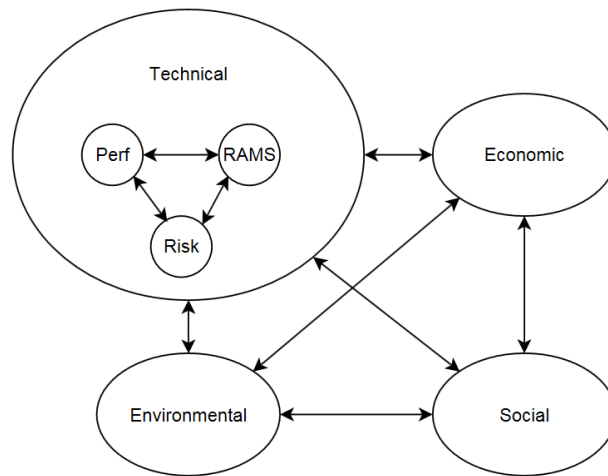 Technical
Perf
RAMS
Economic
Risk
Environmental
Social